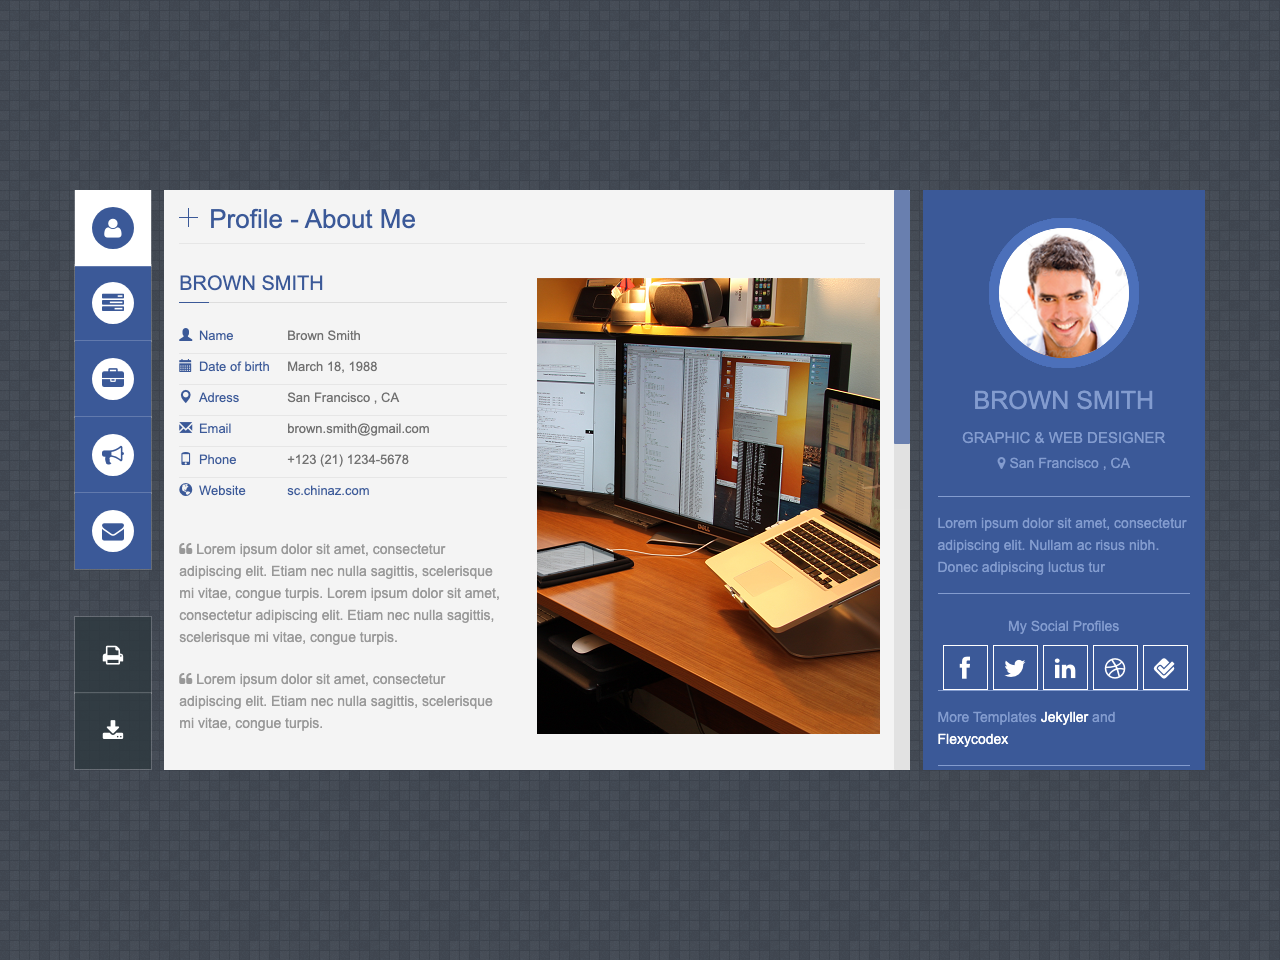 Profile - About Me
BROWN SMITH
Name Brown Smith
Date of birth March 18, 1988
Adress San Francisco , CA
Email brown.smith@gmail.com
Phone +123 (21) 1234-5678
Website sc.chinaz.com
Lorem ipsum dolor sit amet, consectetur
adipiscing elit. Etiam nec nulla sagittis, scelerisque
mi vitae, congue turpis. Lorem ipsum dolor sit amet,
consectetur adipiscing elit. Etiam nec nulla sagittis,
scelerisque mi vitae, congue turpis.
Lorem ipsum dolor sit amet, consectetur
adipiscing elit. Etiam nec nulla sagittis, scelerisque
mi vitae, congue turpis.
DELL
BROWN SMITH
GRAPHIC & WEB DESIGNER
San Francisco , CA
Lorem ipsum dolor sit amet, consectetur
adipiscing elit. Nullam ac risus nibh.
Donec adipiscing luctus tur
My Social Profiles
More Templates Jekyller and
Flexycodex